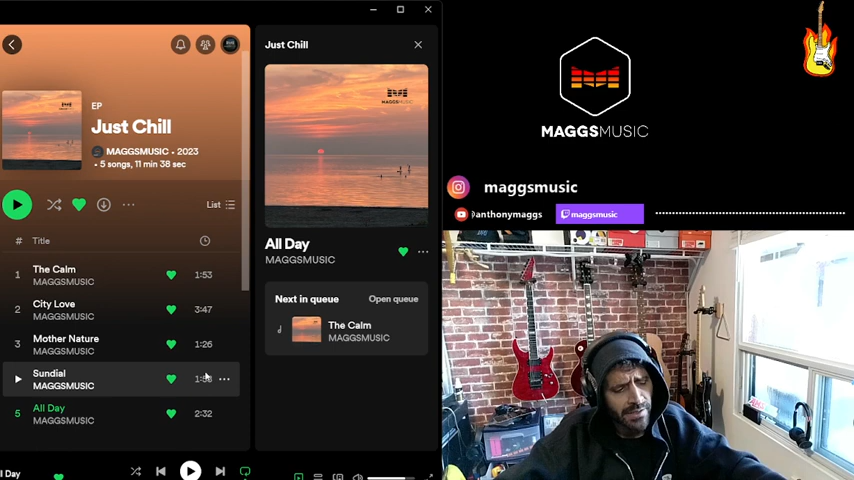 EP
Just Chill
MAGGSMUSIC • 2023
• 5 songs, 11 min 38 sec
List
# Title
1 The Calm 1:53
MAGGSMUSIC
2 City Love 3:47
MAGGSMUSIC
3 Mother Nature 1:26
MAGGSMUSIC
Sundial
MAGGSMUSIC
5 All Day 2:32
MAGGSMUSIC
l Day
Just Chill
MAGGSMUSIC
All Day
MAGGSMUSIC
Next in queue Open queue
The Calm
MAGGSMUSIC
MAGGSMUSIC
maggsmusic
@anthonymaggs
maggsmusic